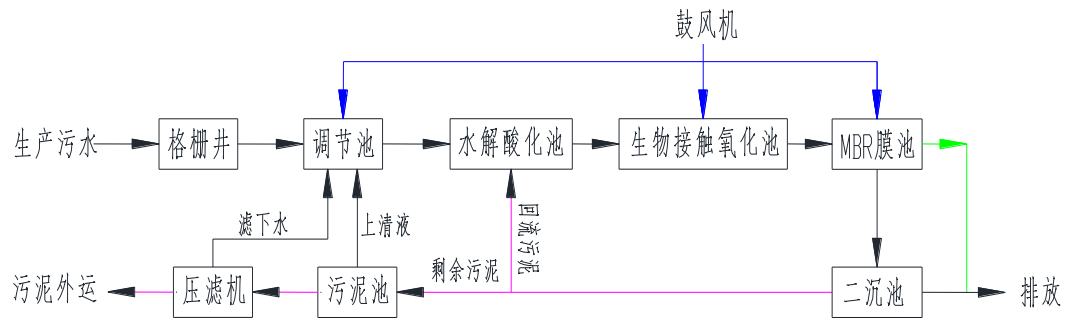 鼓风机
生产污水
格栅井
调节池
水解酸化池
生物接触氧化池
MBR膜池
滤下水
上清液
回流污泥
剩余污泥
污泥外运
压滤机
污泥池
二沉池
排放